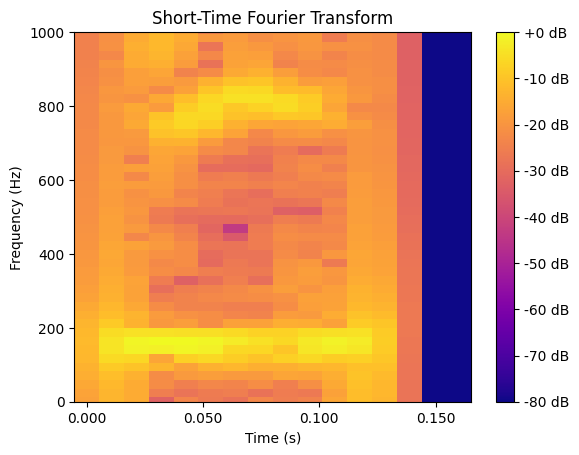 Short-Time Fourier Transform
1000
800
600
400
200
0
Frequency (Hz)
0.000
0.050
0.100
0.150
Time (s)
+0 dB
-10 dB
-20 dB
-30 dB
-40 dB
-50 dB
-60 dB
-70 dB
-80 dB